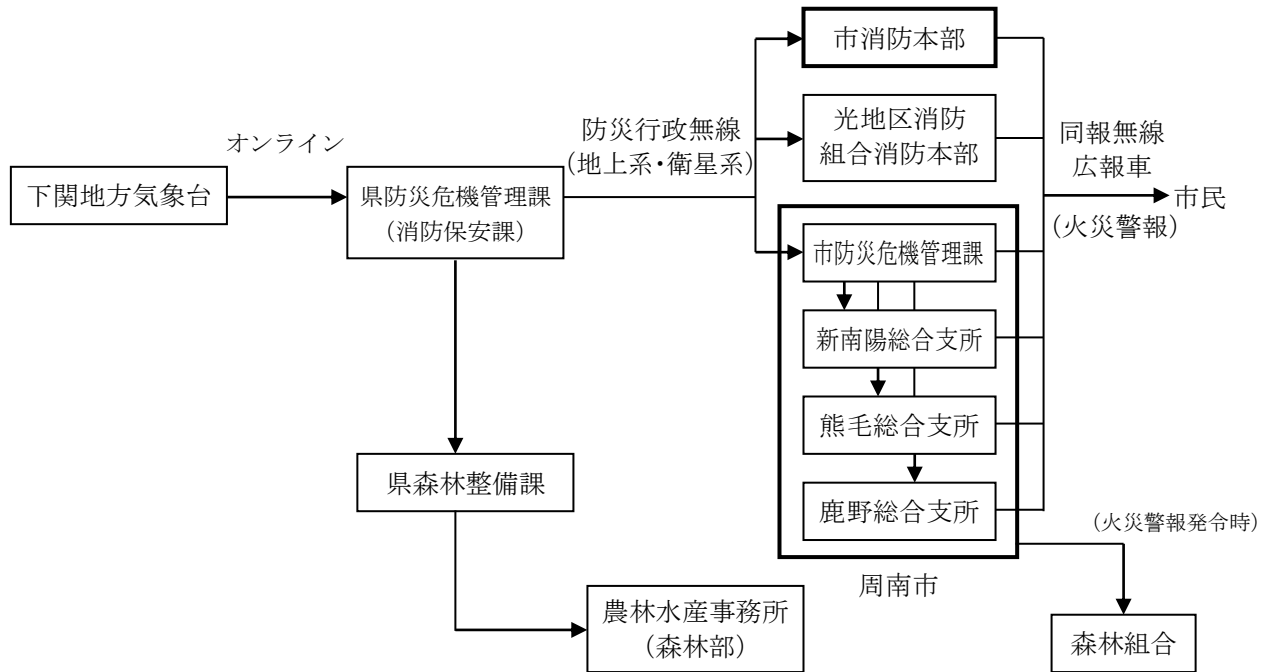 市消防本部
光地区消防
組合消防本部
オンライン
防災行政無線
(地上系・衛星系)
同報無線
広報車
下関地方気象台
県防災危機管理課
（消防保安課）
市民
(火災警報)
市防災危機管理課
新南陽総合支所
熊毛総合支所
県森林整備課
鹿野総合支所
(火災警報発令時)
周南市
農林水産事務所
（森林部）
森林組合